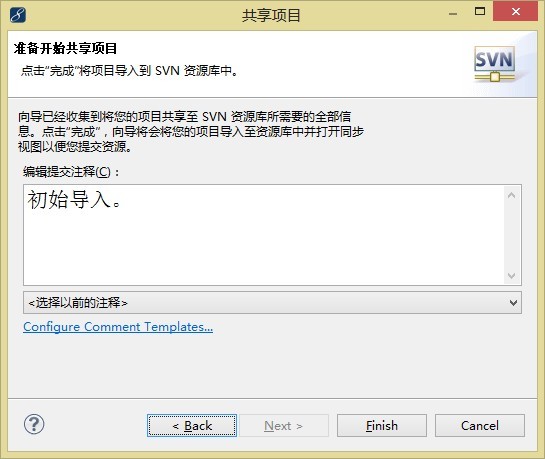 共享项目
准备开始共享项目
点击“完成”将项目导入到 SVN 资源库中。
SVN
向导已经收集到将您的项目共享至 SVN 资源库所需要的全部信
息。点击“完成”，向导将会将您的项目导入至资源库中并打开同步
视图以便您提交资源。
编辑提交注释(C)：
初始导入。
<选择以前的注释>
Configure Comment Templates...
< Back
Next >
Finish
Cancel